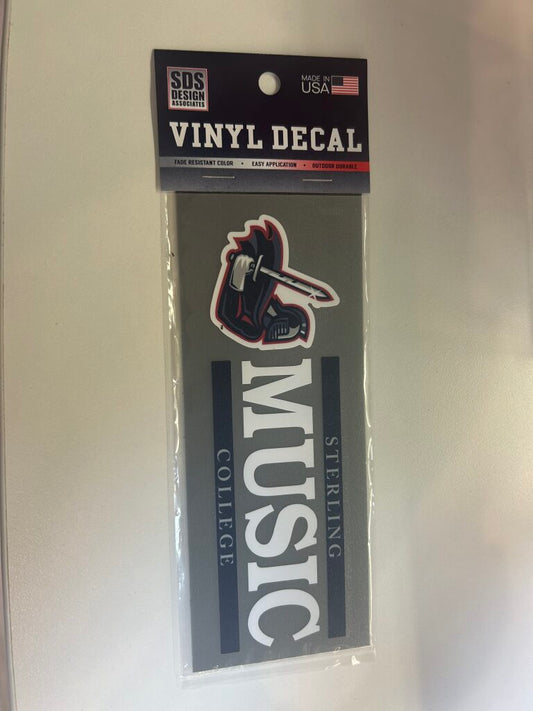 SDS
DESIGN
ASSOCIATES
MADE IN
USA
VINYL DECAL
FADE RESISTANT COLOR • EASY APPLICATION • OUTDOOR DURABLE
STERLING
MUSIC
COLLEGE